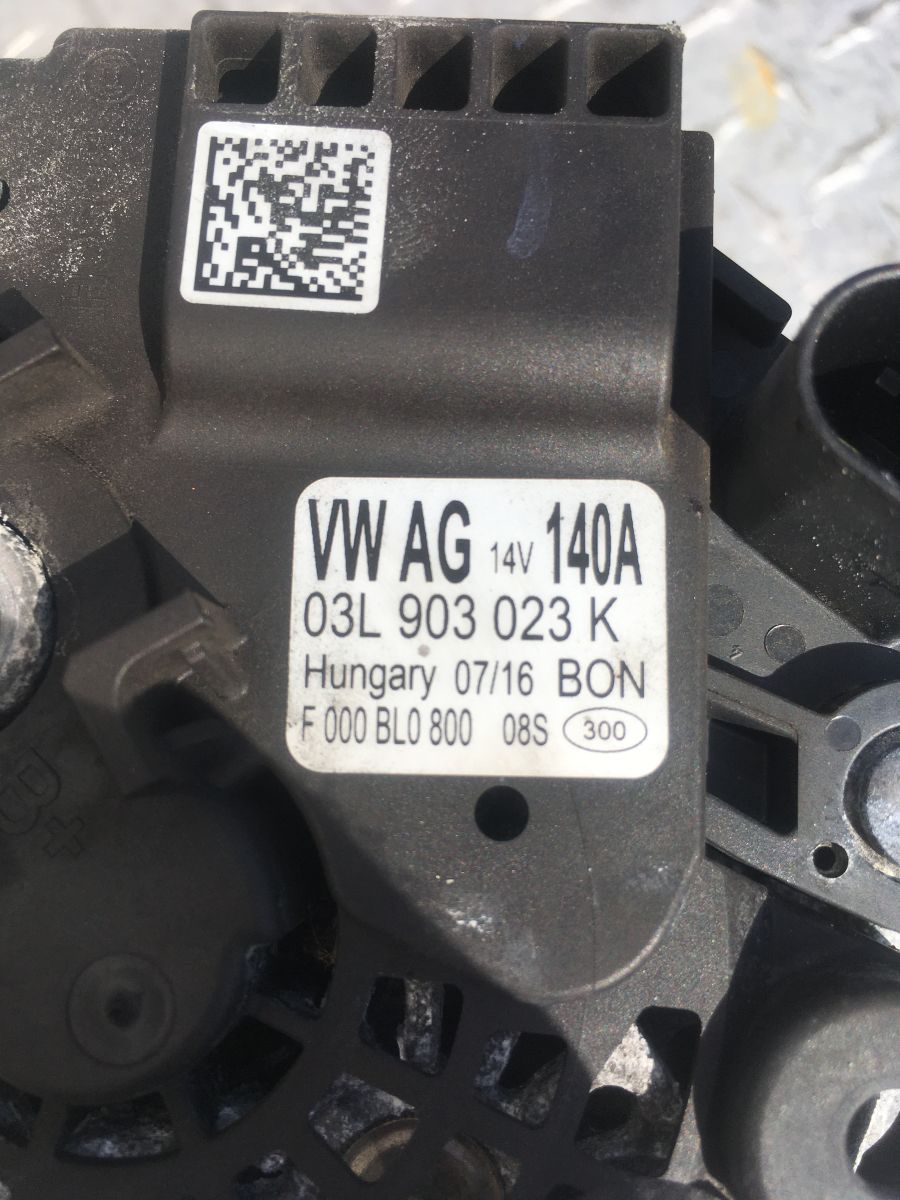 VW AG 14V 140A
03L 903 023 K
Hungary 07/16 BON
F 000 BL0 800 08S 300
B+